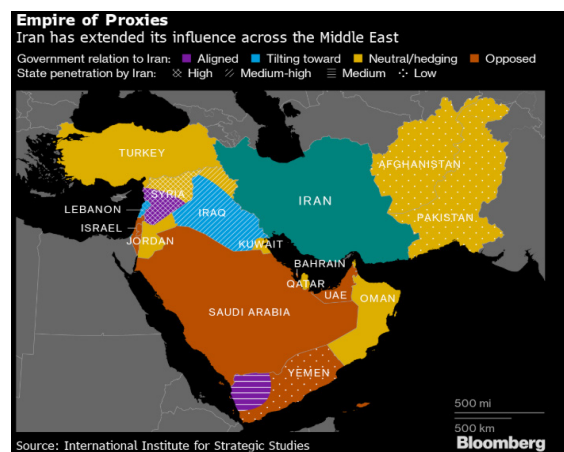 Empire of Proxies
Iran has extended its influence across the Middle East
Government relation to Iran: Aligned Tilting toward Neutral/hedging Opposed
State penetration by Iran: High Medium-high Medium Low
TURKEY
AFGHANISTAN
SYRIA
IRAN
LEBANON
IRAQ
PAKISTAN
ISRAEL
JORDAN
KUWAIT
BAHRAIN
QATAR
UAE
OMAN
SAUDI ARABIA
YEMEN
500 mi
500 km
Source: International Institute for Strategic Studies
Bloomberg